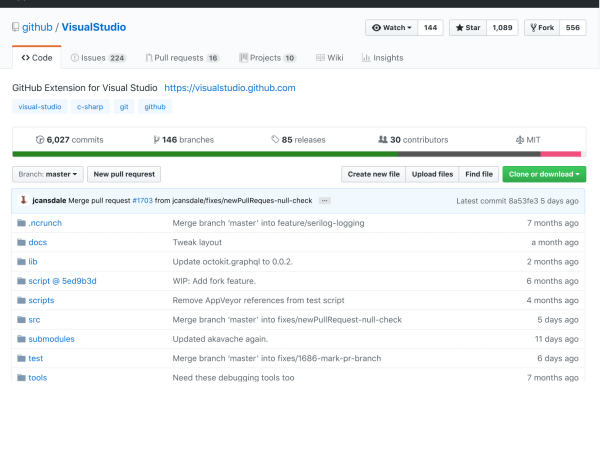 github / VisualStudio
Watch 144 Star 1,089 Fork 556
Code Issues 224 Pull requests 16 Projects 10 Wiki Insights
GitHub Extension for Visual Studio https://visualstudio.github.com
visual-studio c-sharp git github
6,027 commits 146 branches 85 releases 30 contributors MIT
Branch: master New pull requrest Create new file Upload files Find file Clone or download
jcansdale Merge pull request #1703 from jcansdale/fixes/newPullReques-null-check ... Latest commit 8a53fe3 5 days ago
.ncrunch Merge branch ‘master’ into feature/serilog-logging 7 months ago
docs Tweak layout a month ago
lib Update octokit.graphql to 0.0.2. 2 months ago
script @ 5ed9b3d WIP: Add fork feature. 6 months ago
scripts Remove AppVeyor references from test script 4 months ago
src Merge branch ‘master’ into fixes/newPullRequest-null-check 5 days ago
submodules Updated akavache again. 11 days ago
test Merge branch ‘master’ into fixes/1686-mark-pr-branch 6 days ago
tools Need these debugging tools too 7 months ago